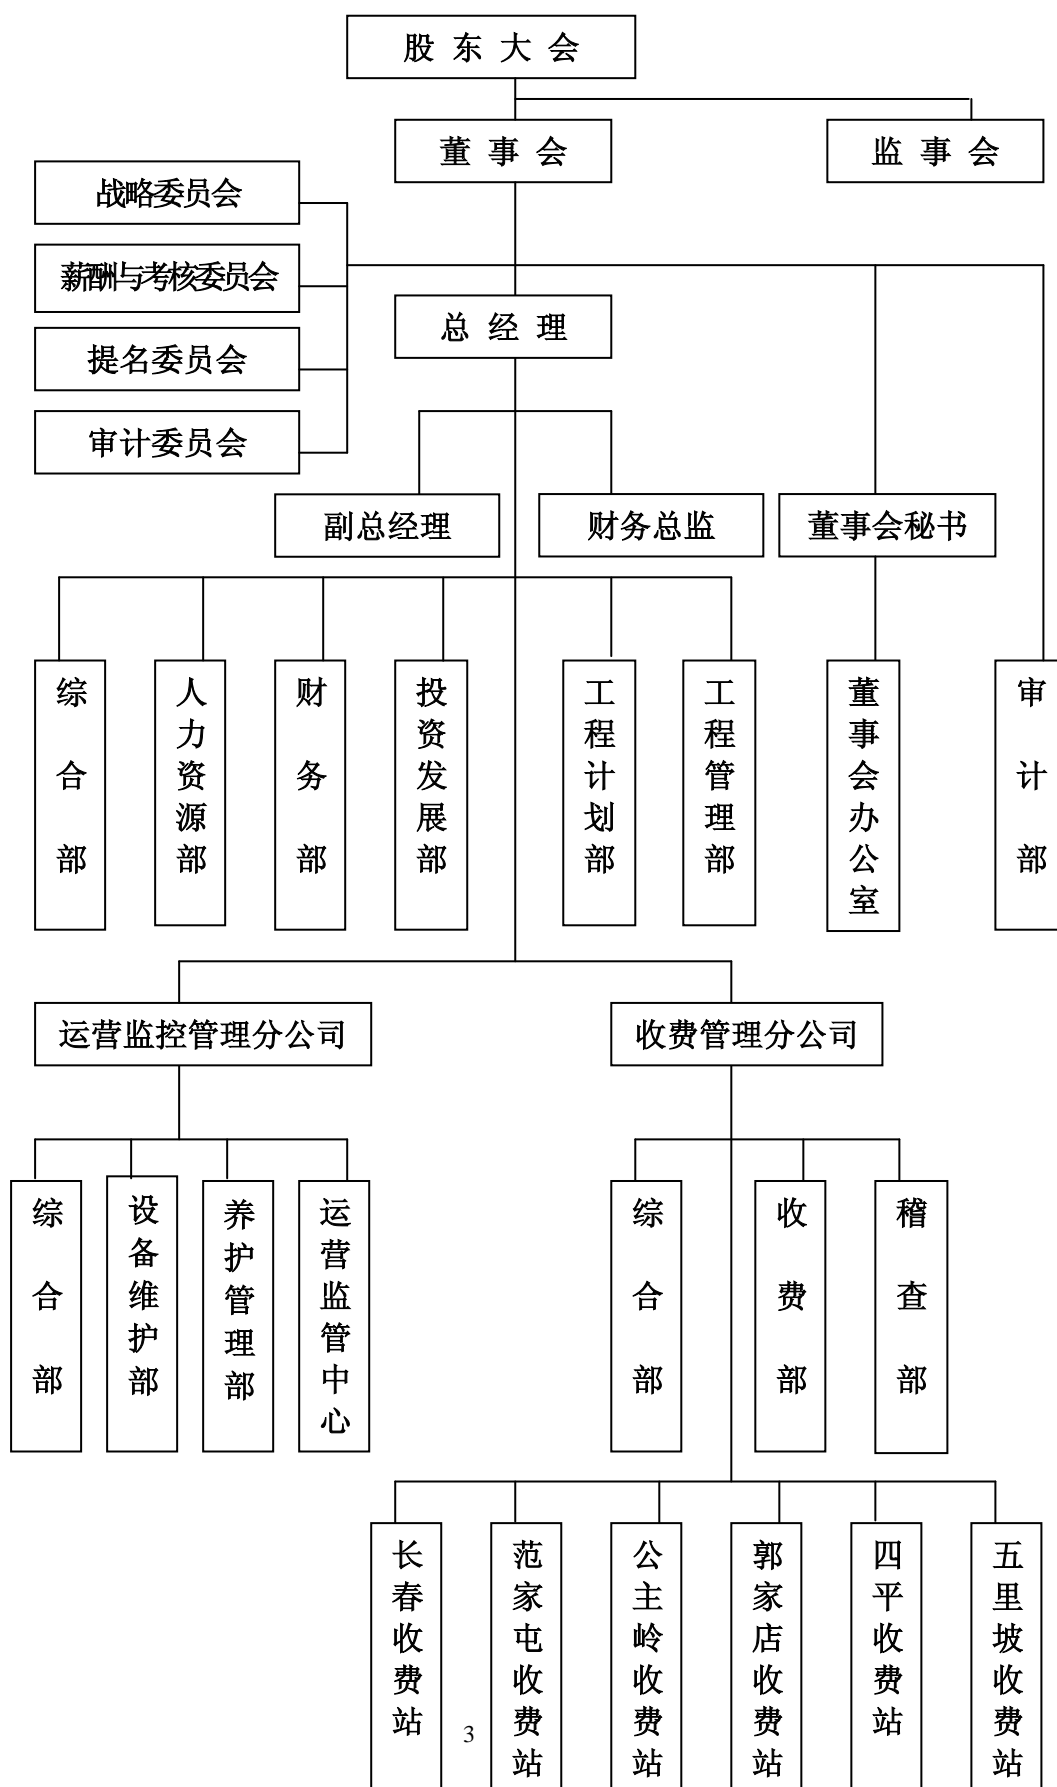 股东大会
董事会
监事会
战略委员会
薪酬与考核委员会
提名委员会
审计委员会
总经理
副总经理
财务总监
董事会秘书
综合部
人力资源部
财务部
投资发展部
工程计划部
工程管理部
董事会办公室
审计部
运营监控管理分公司
收费管理分公司
综合部
设备维护部
养护管理部
运营监管中心
综合部
收费部
稽查部
长春收费站
范家屯收费站
公主岭收费站
郭家店收费站
四平收费站
五里坡收费站
3